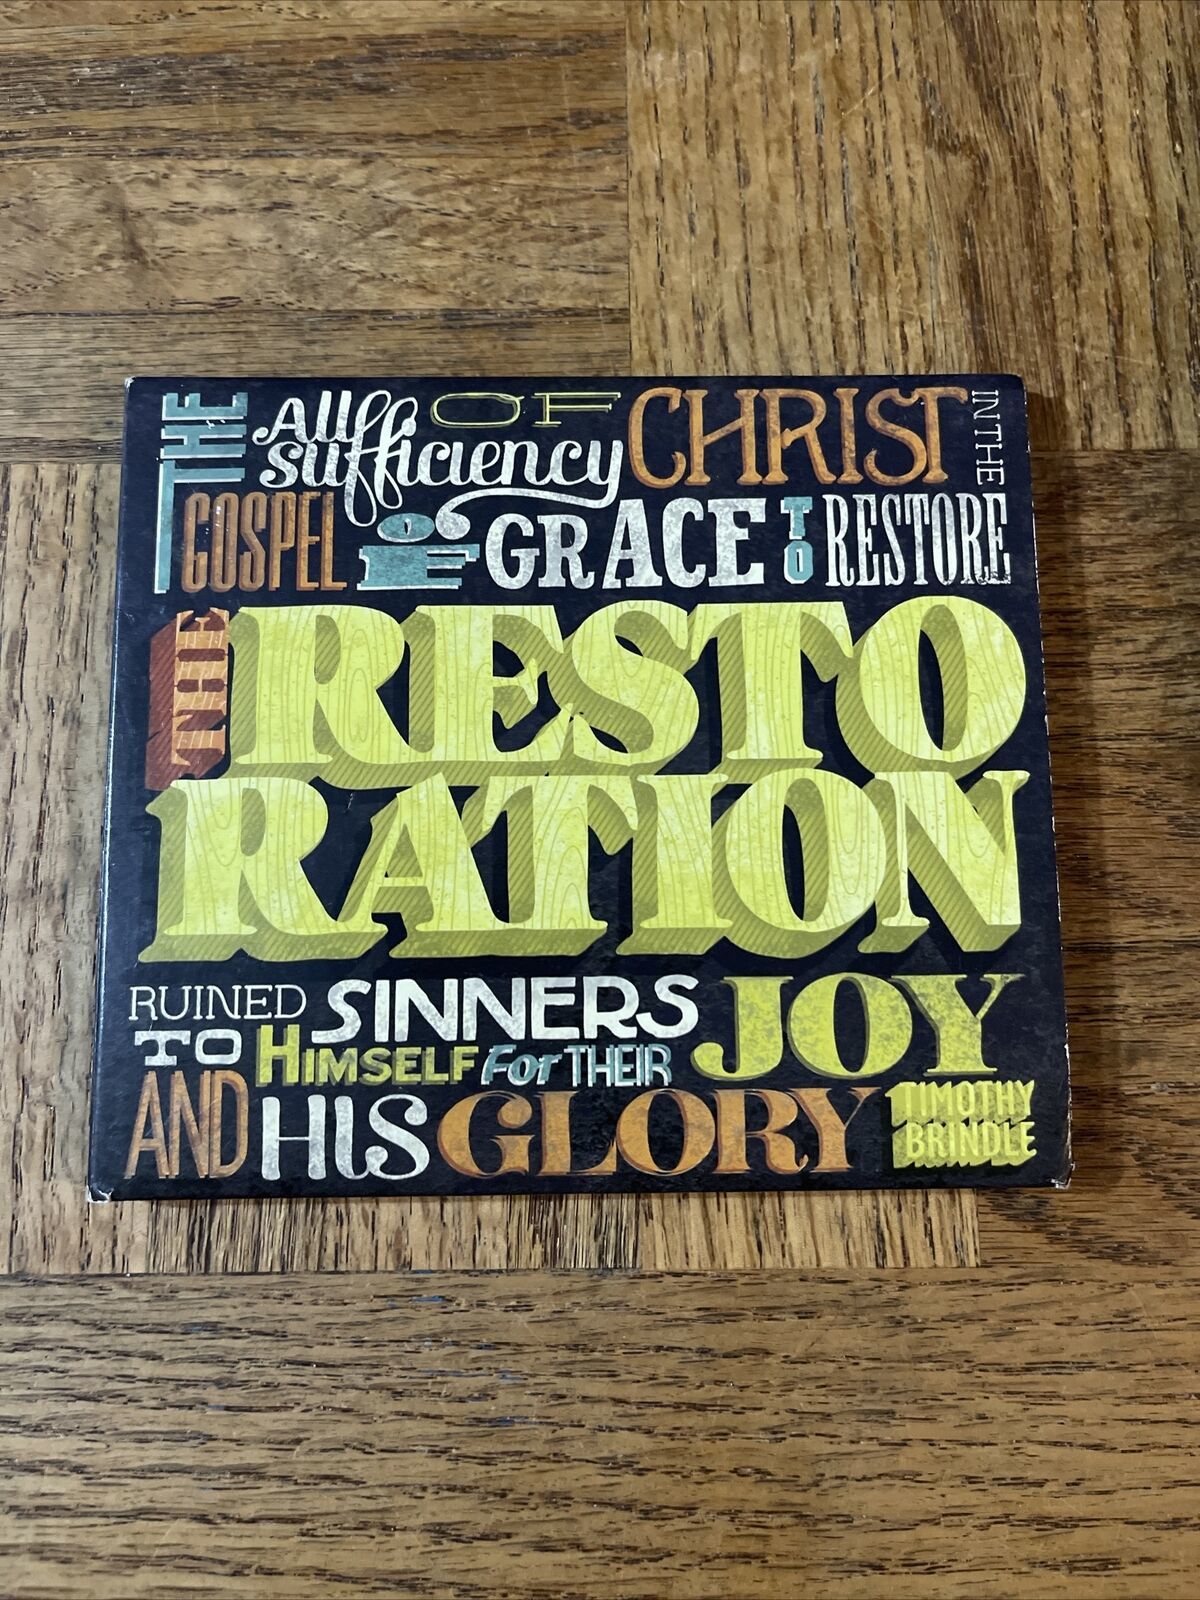 THE All sufficiency OF CHRIST IN THE
GOSPEL OF GRACE TO RESTORE
THE RESTO
RATION
RUINED SINNERS
TO HIMSELF For THEIR JOY
AND HIS GLORY
TIMOTHY
BRINDLE